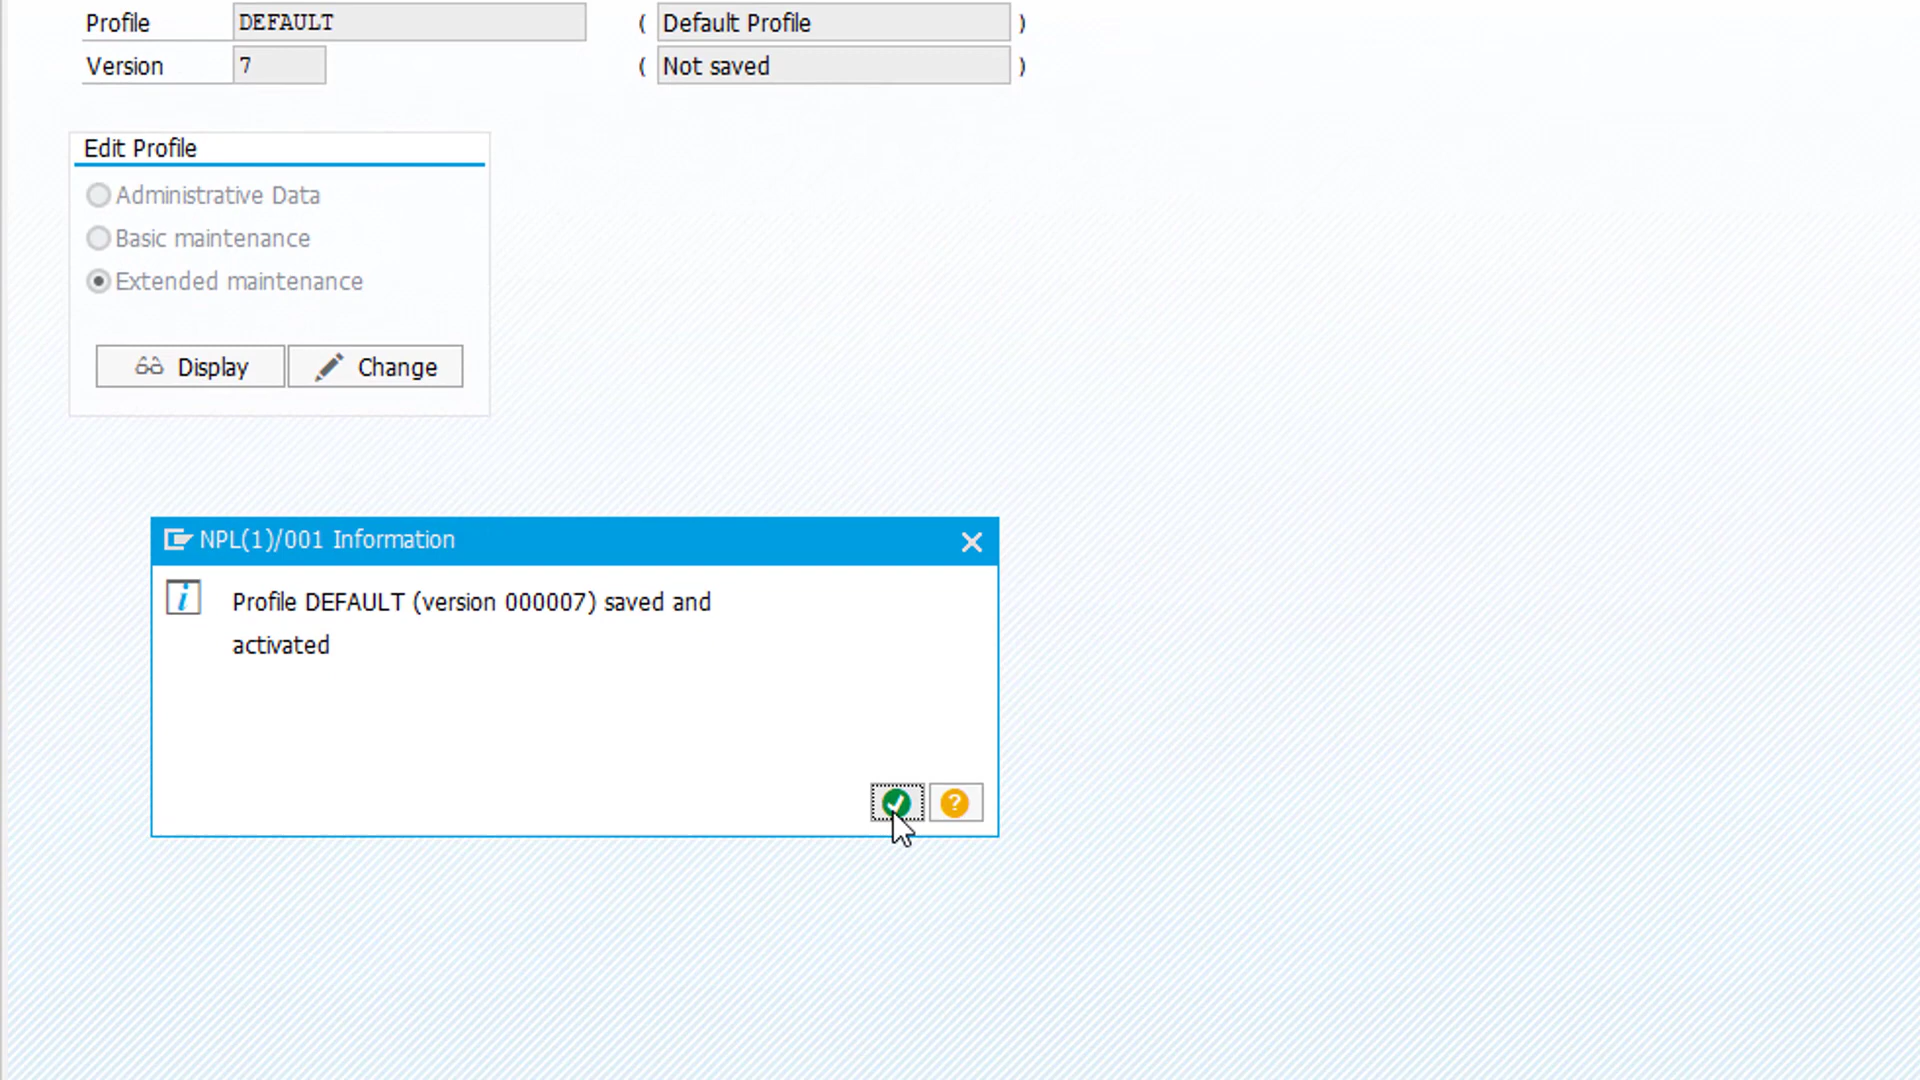 Profile DEFAULT ( Default Profile )
Version 7 ( Not saved )
Edit Profile
Administrative Data
Basic maintenance
Extended maintenance
Display Change
NPL(1)/001 Information
Profile DEFAULT (version 000007) saved and
activated